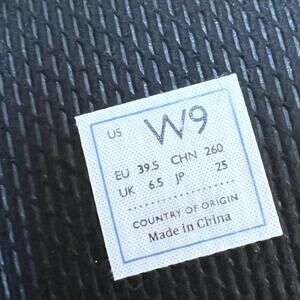 US W9
EU 39.5 CHN 260
UK 6.5 JP 25
COUNTRY OF ORIGIN
Made in China